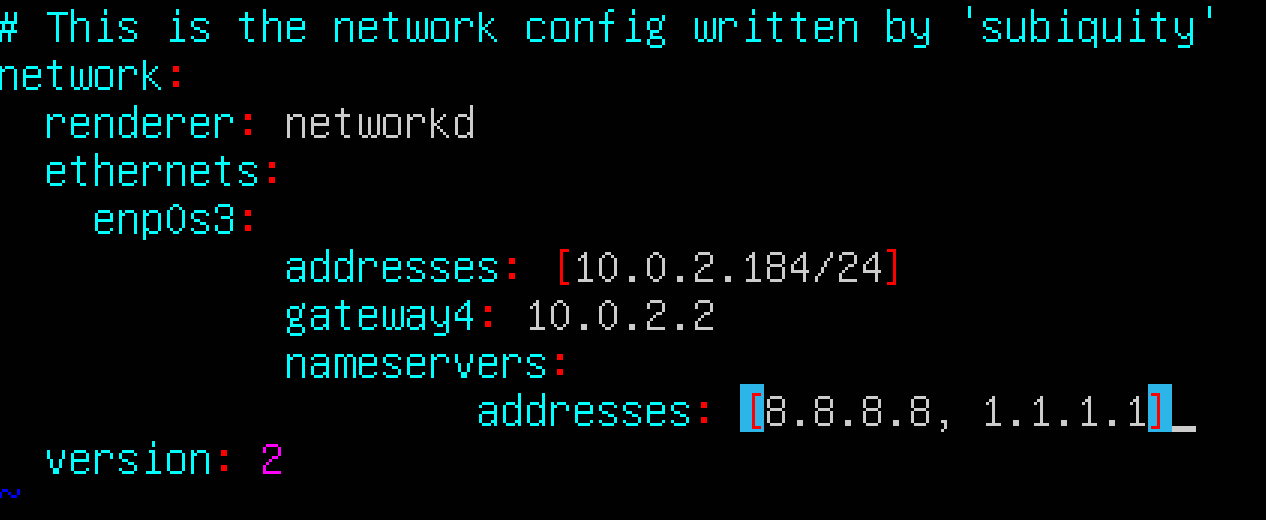 # This is the network config written by 'subiquity'
network:
  renderer: networkd
  ethernets:
    enp0s3:
            addresses: [10.0.2.184/24]
            gateway4: 10.0.2.2
            nameservers:
                    addresses: [8.8.8.8, 1.1.1.1]
  version: 2
~